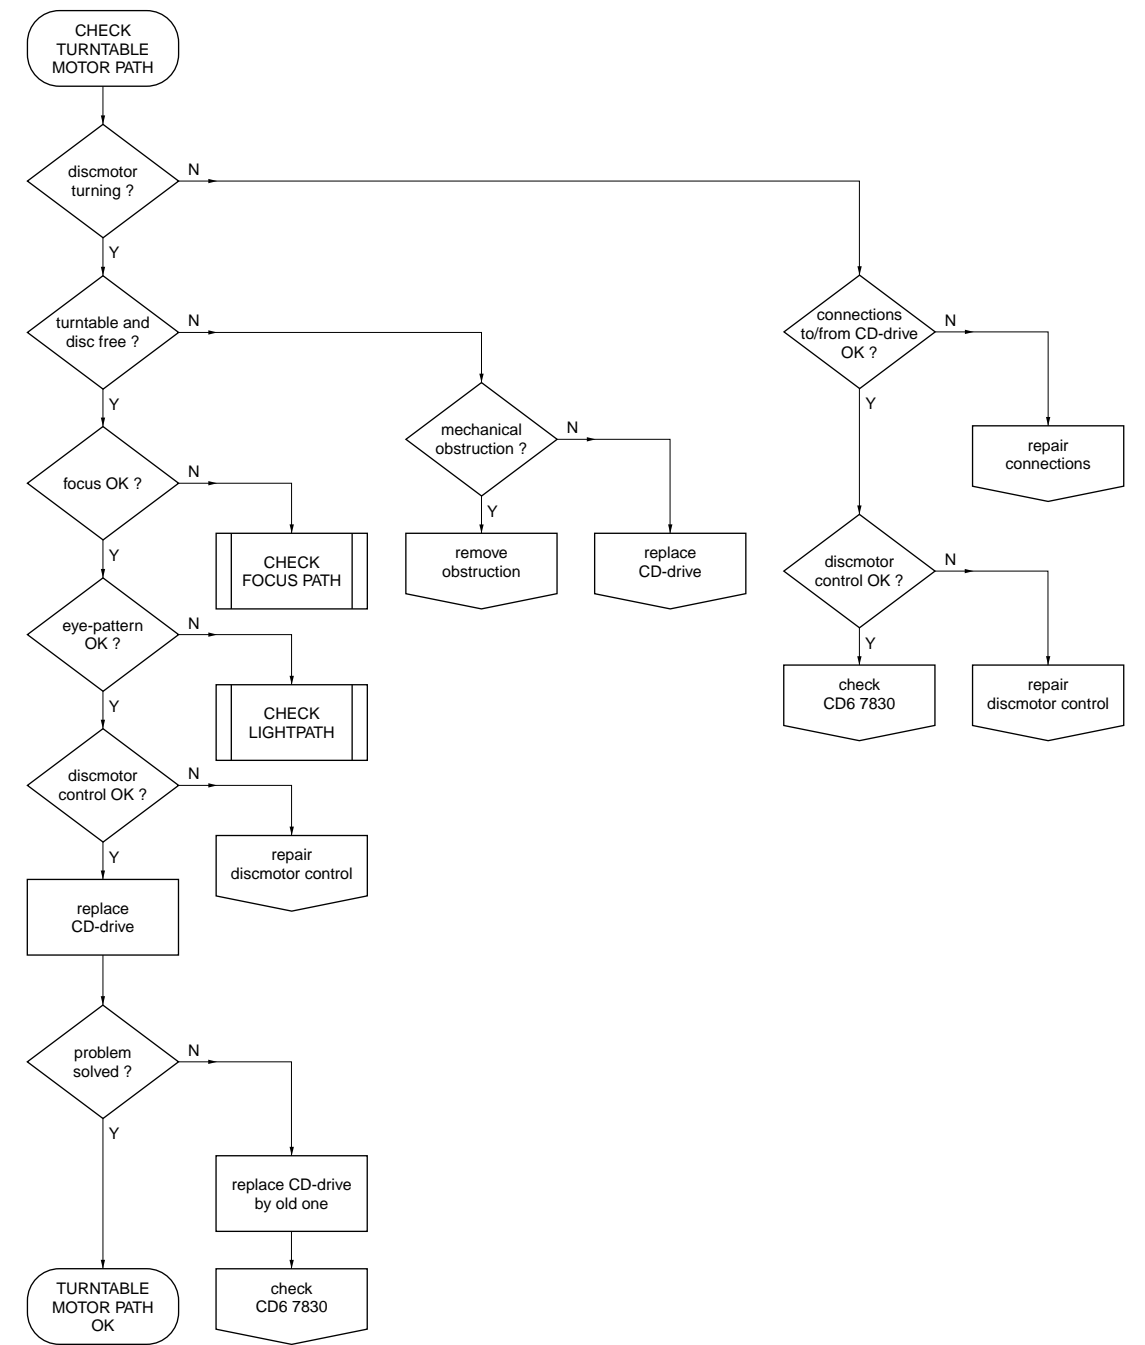 CHECK
TURNTABLE
MOTOR PATH
discmotor
turning ?
N
Y
turntable and
disc free ?
N
Y
connections
to/from CD-drive
OK ?
N
Y
mechanical
obstruction ?
N
Y
repair
connections
focus OK ?
N
Y
CHECK
FOCUS PATH
remove
obstruction
replace
CD-drive
discmotor
control OK ?
N
Y
eye-pattern
OK ?
N
Y
CHECK
LIGHTPATH
check
CD6 7830
repair
discmotor control
discmotor
control OK ?
N
Y
repair
discmotor control
replace
CD-drive
problem
solved ?
N
Y
replace CD-drive
by old one
TURNTABLE
MOTOR PATH
OK
check
CD6 7830